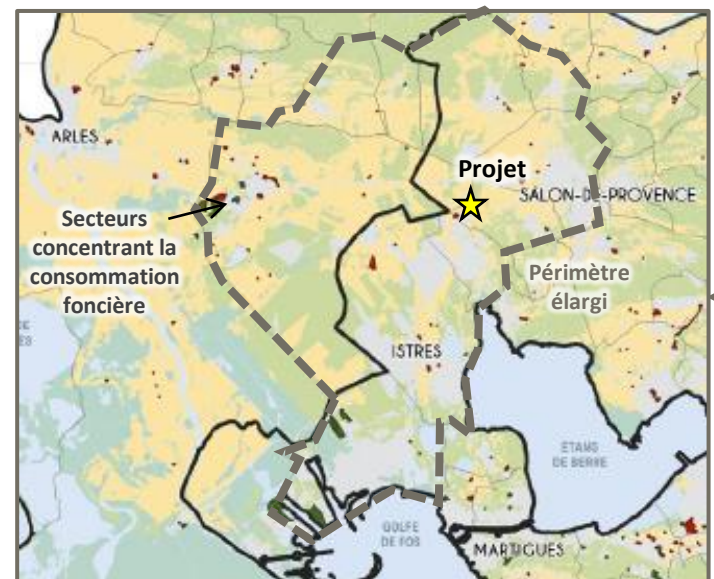 ARLES
Projet
SALON-DE-PROVENCE
Secteurs
concentrant la
consommation
foncière
Périmètre
élargi
ISTRES
ÉTANG
DE BERRE
GOLFE
DE FOS
MARTIGUES